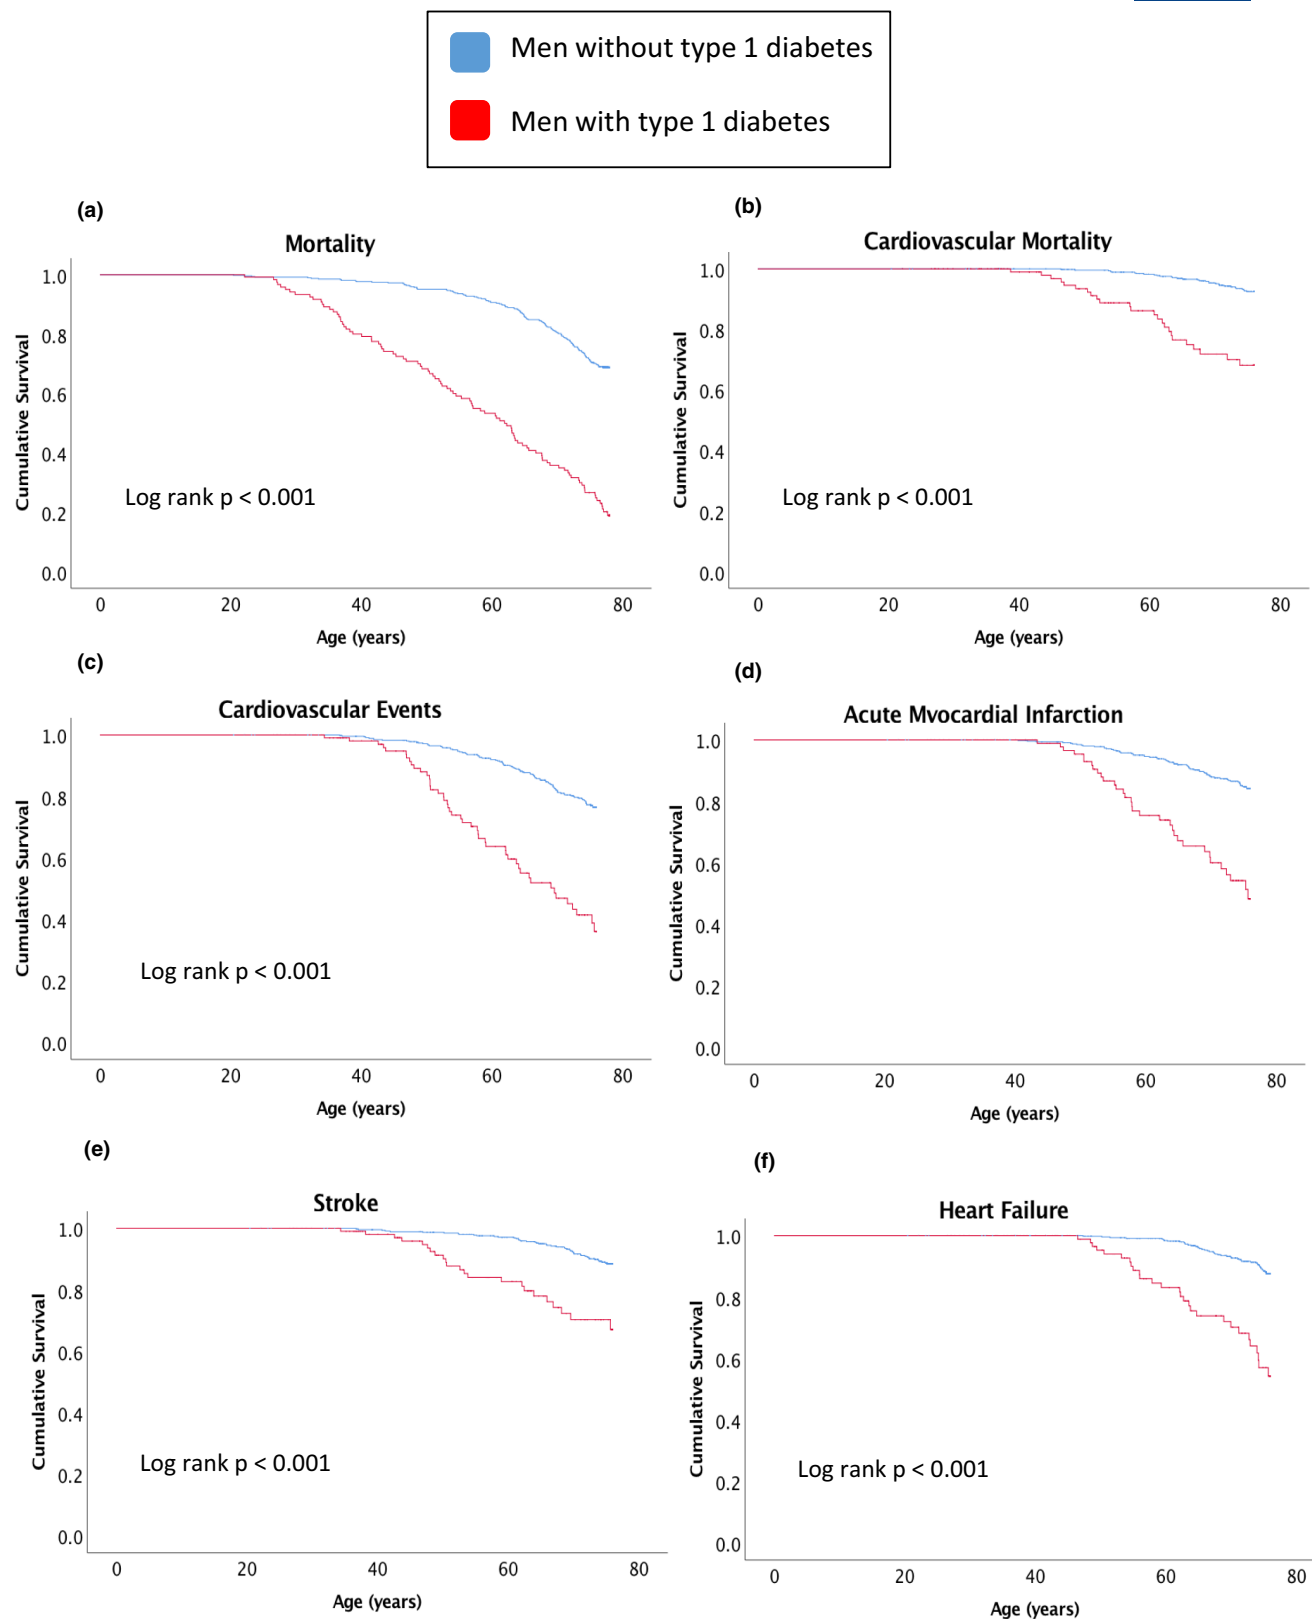 Men without type 1 diabetes
Men with type 1 diabetes
(a)
Mortality
Cumulative Survival
1.0
0.8
0.6
0.4
0.2
0.0
Log rank p < 0.001
0 20 40 60 80
Age (years)
(b)
Cardiovascular Mortality
Cumulative Survival
1.0
0.8
0.6
0.4
0.2
0.0
Log rank p < 0.001
0 20 40 60 80
Age (years)
(c)
Cardiovascular Events
Cumulative Survival
1.0
0.8
0.6
0.4
0.2
0.0
Log rank p < 0.001
0 20 40 60 80
Age (years)
(d)
Acute Mvocardial Infarction
Cumulative Survival
1.0
0.8
0.6
0.4
0.2
0.0
0 20 40 60 80
Age (years)
(e)
Stroke
Cumulative Survival
1.0
0.8
0.6
0.4
0.2
0.0
Log rank p < 0.001
0 20 40 60 80
Age (years)
(f)
Heart Failure
Cumulative Survival
1.0
0.8
0.6
0.4
0.2
0.0
Log rank p < 0.001
0 20 40 60 80
Age (years)